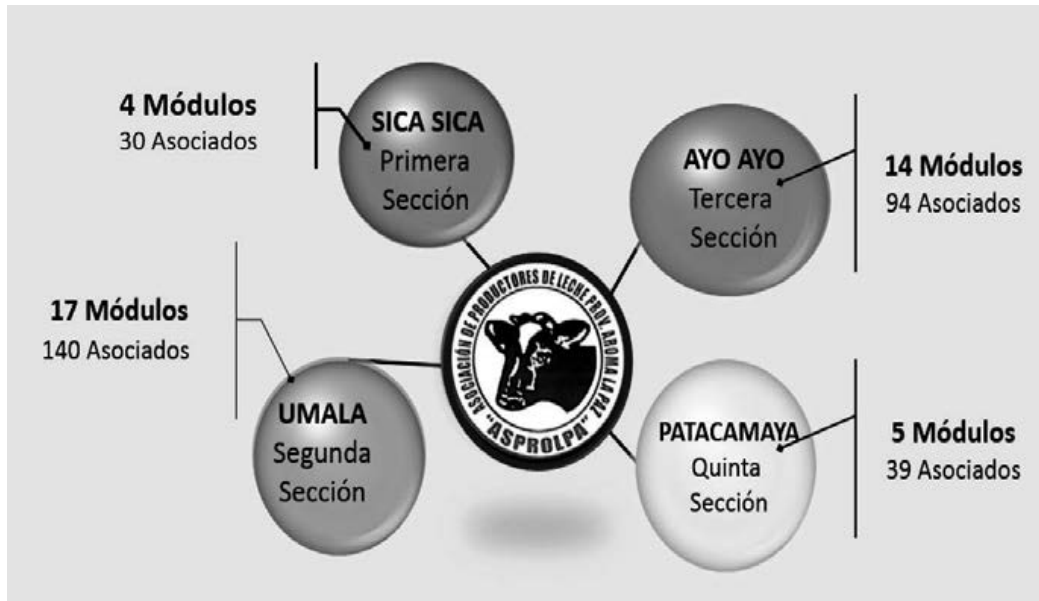 4 Módulos
30 Asociados
SICA SICA
Primera
Sección
AYO AYO
Tercera
Sección
14 Módulos
94 Asociados
17 Módulos
140 Asociados
UMALA
Segunda
Sección
ASOCIACIÓN DE PRODUCTORES DE LECHE PROV. AROMA LA PAZ
"ASPROLPA"
PATACAMAYA
Quinta
Sección
5 Módulos
39 Asociados